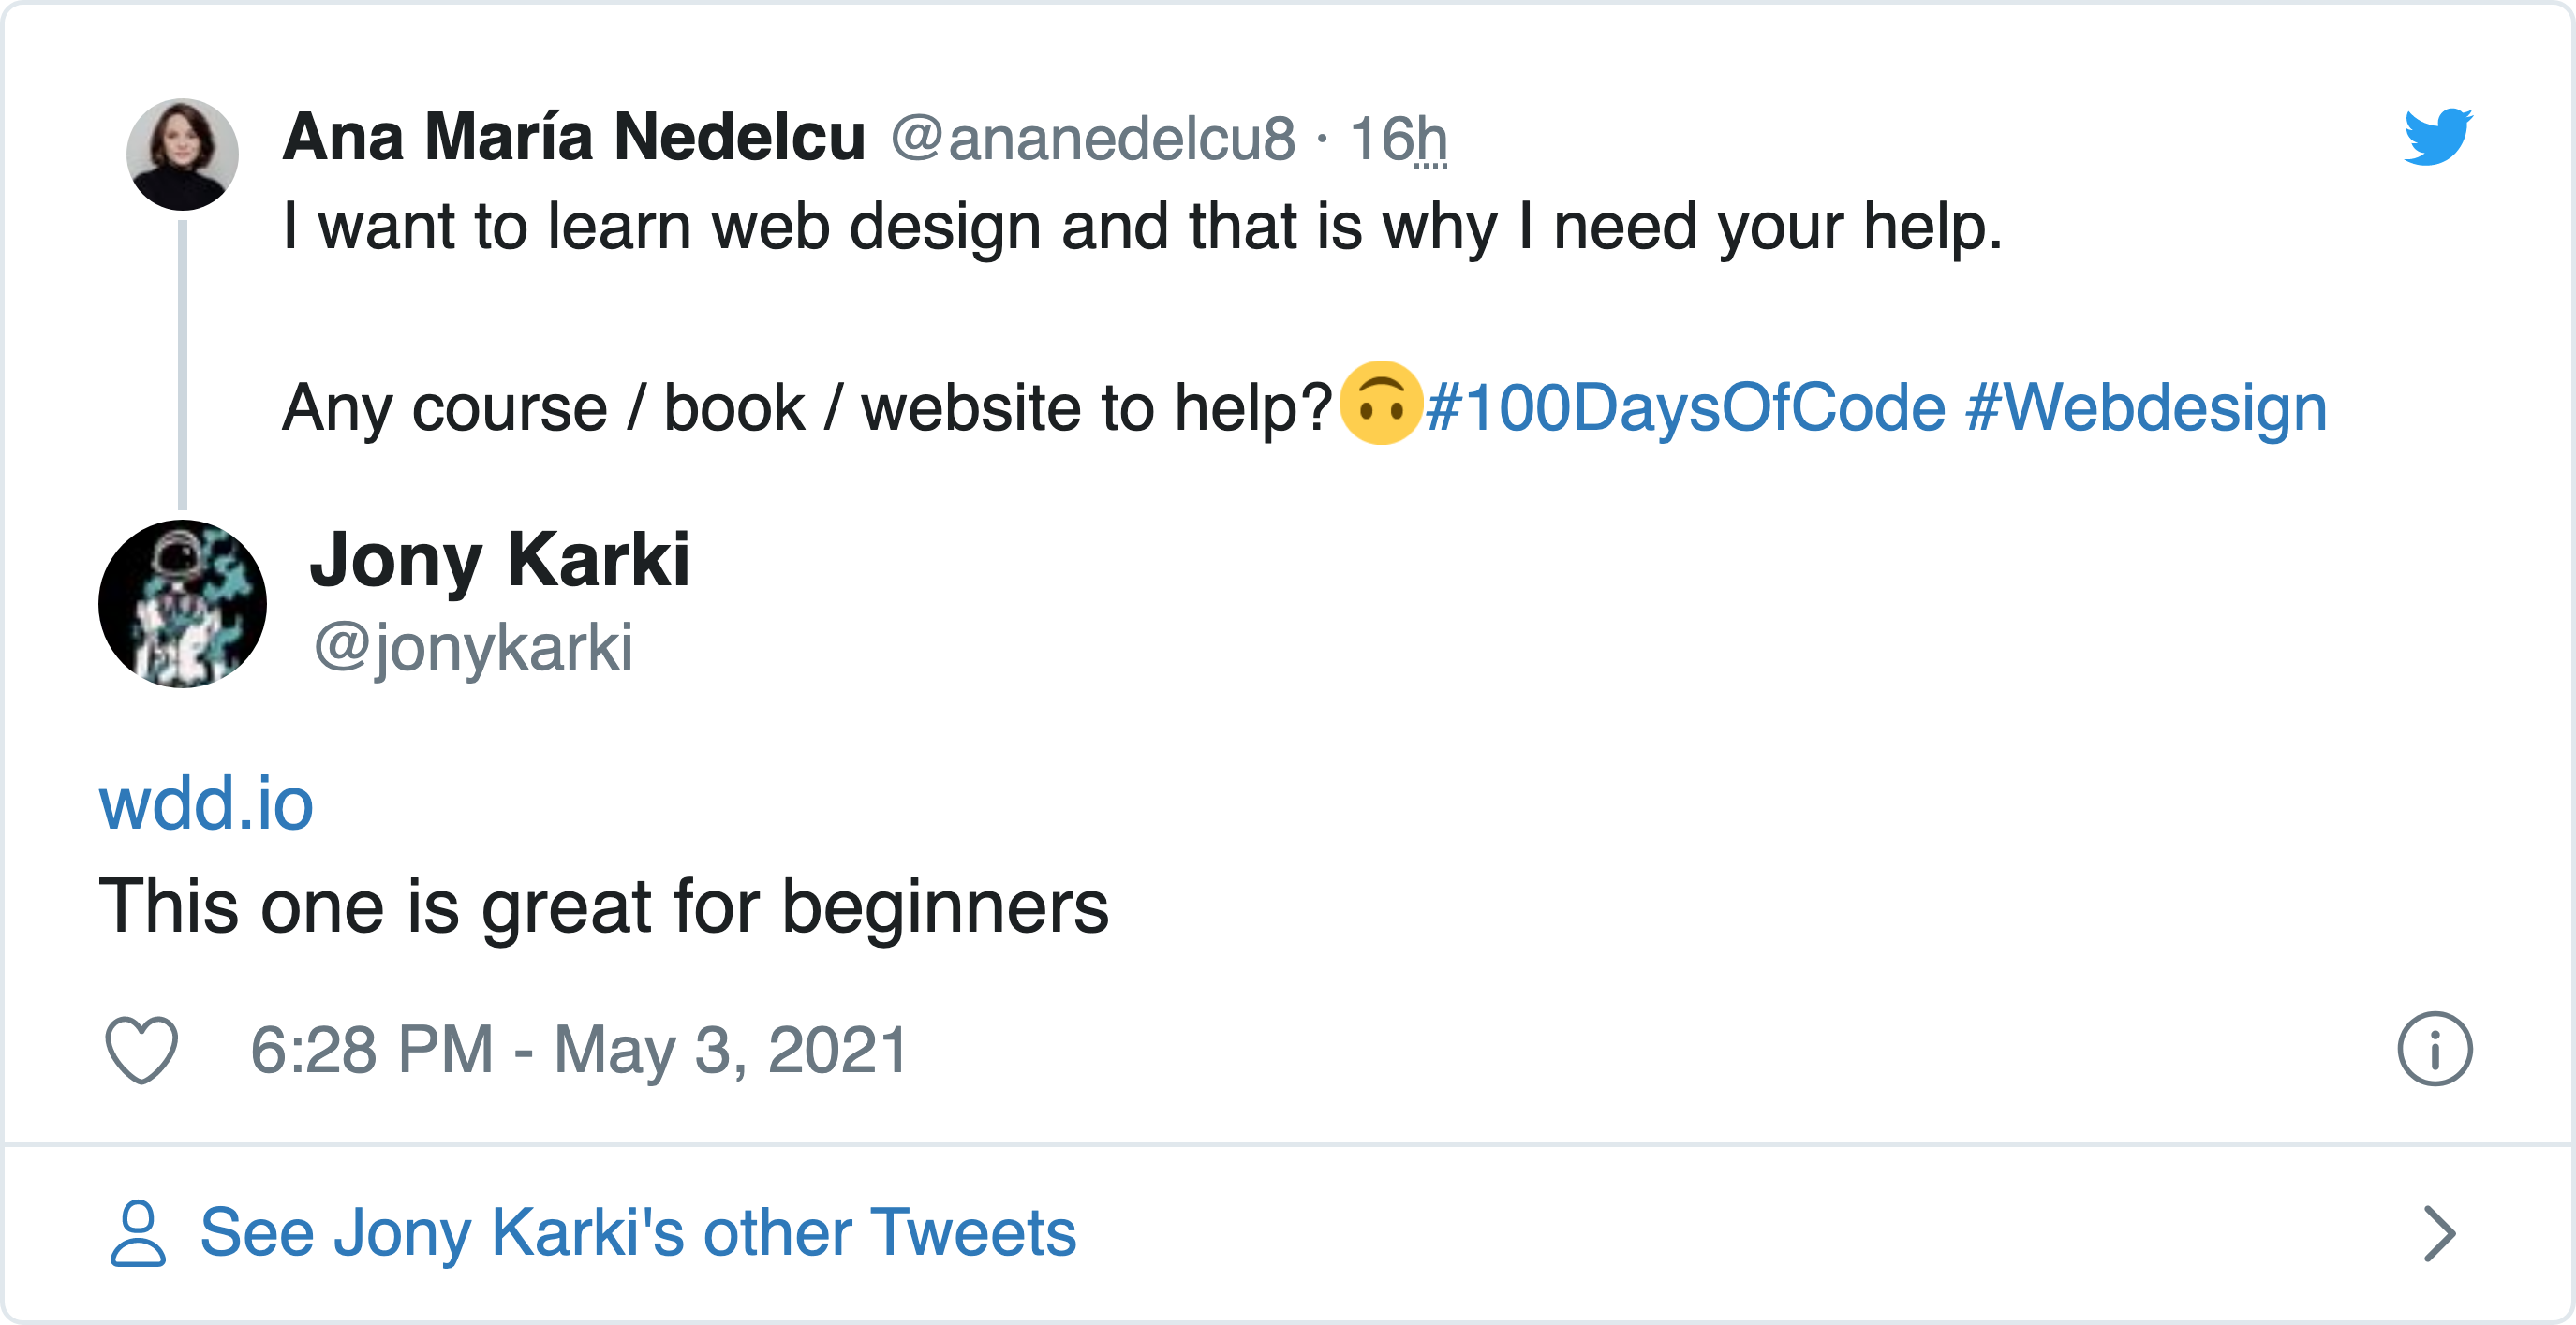 Ana María Nedelcu @ananedelcu8 · 16h
I want to learn web design and that is why I need your help.
Any course / book / website to help?🙃#100DaysOfCode #Webdesign
Jony Karki
@jonykarki
wdd.io
This one is great for beginners
6:28 PM - May 3, 2021
See Jony Karki's other Tweets